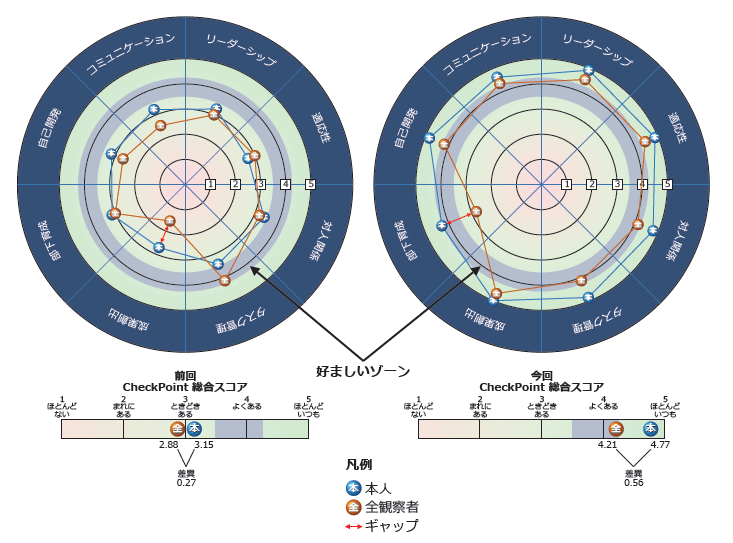 コミュニケーション
リーダーシップ
適応性
対人関係
タスク管理
成果創出
部下育成
自己開発
1 2 3 4 5
本
全
コミュニケーション
リーダーシップ
適応性
対人関係
タスク管理
成果創出
部下育成
自己開発
1 2 3 4 5
本
全
好ましいゾーン
前回
CheckPoint 総合スコア
1 2 3 4 5
ほとんど まれに ときどき よくある ほとんど
ない ある ある いつも
全 本
2.88 3.15
差異
0.27
今回
CheckPoint 総合スコア
1 2 3 4 5
ほとんど まれに ときどき よくある ほとんど
ない ある ある いつも
全 本
4.21 4.77
差異
0.56
凡例
本 本人
全 全観察者
ギャップ